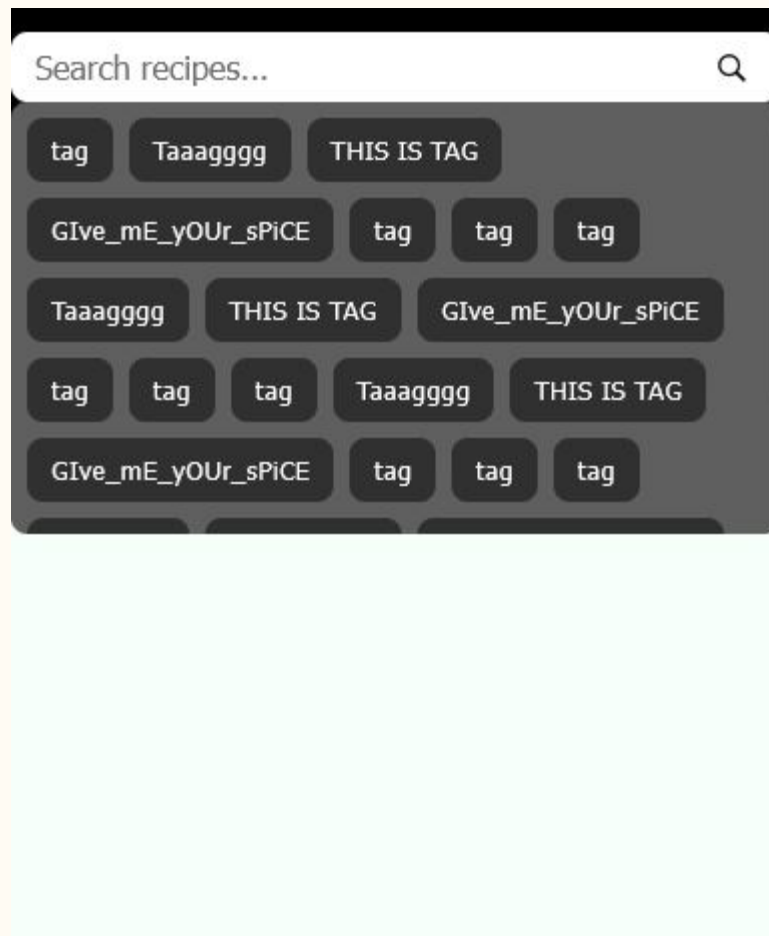 Search recipes...
tag Taaagggg THIS IS TAG
GIve_mE_yOUr_sPiCE tag tag tag
Taaagggg THIS IS TAG GIve_mE_yOUr_sPiCE
tag tag tag Taaagggg THIS IS TAG
GIve_mE_yOUr_sPiCE tag tag tag